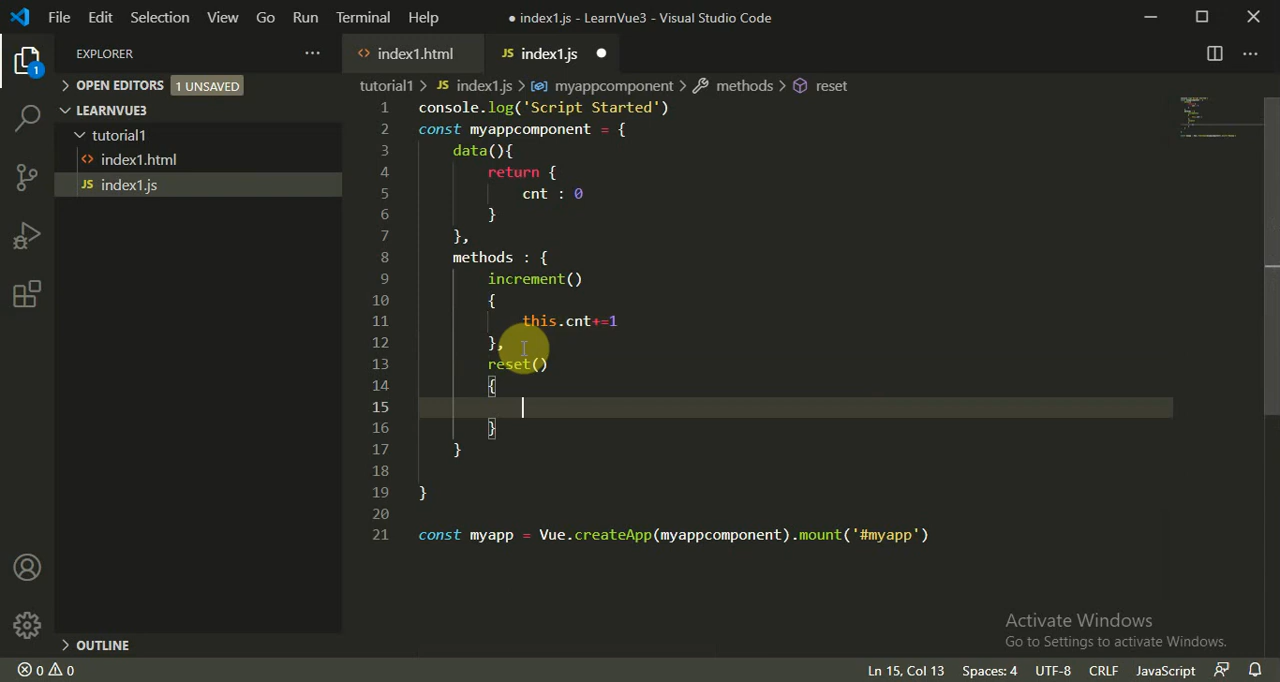 File Edit Selection View Go Run Terminal Help ● index1.js - LearnVue3 - Visual Studio Code
EXPLORER ···
<> index1.html JS index1.js ●
1
> OPEN EDITORS 1 UNSAVED
LEARNVUE3
tutorial1
<> index1.html
JS index1.js
OUTLINE
tutorial1 > JS index1.js > myappcomponent > methods > reset
1 console.log('Script Started')
2 const myappcomponent = {
3 data(){
4 return {
5 cnt : 0
6 }
7 },
8 methods : {
9 increment()
10 {
11 this.cnt+=1
12 },
13 reset()
14 {
15
16 }
17 }
18
19 }
20
21 const myapp = Vue.createApp(myappcomponent).mount('#myapp')
Activate Windows
Go to Settings to activate Windows.
0 0 Ln 15, Col 13 Spaces: 4 UTF-8 CRLF JavaScript